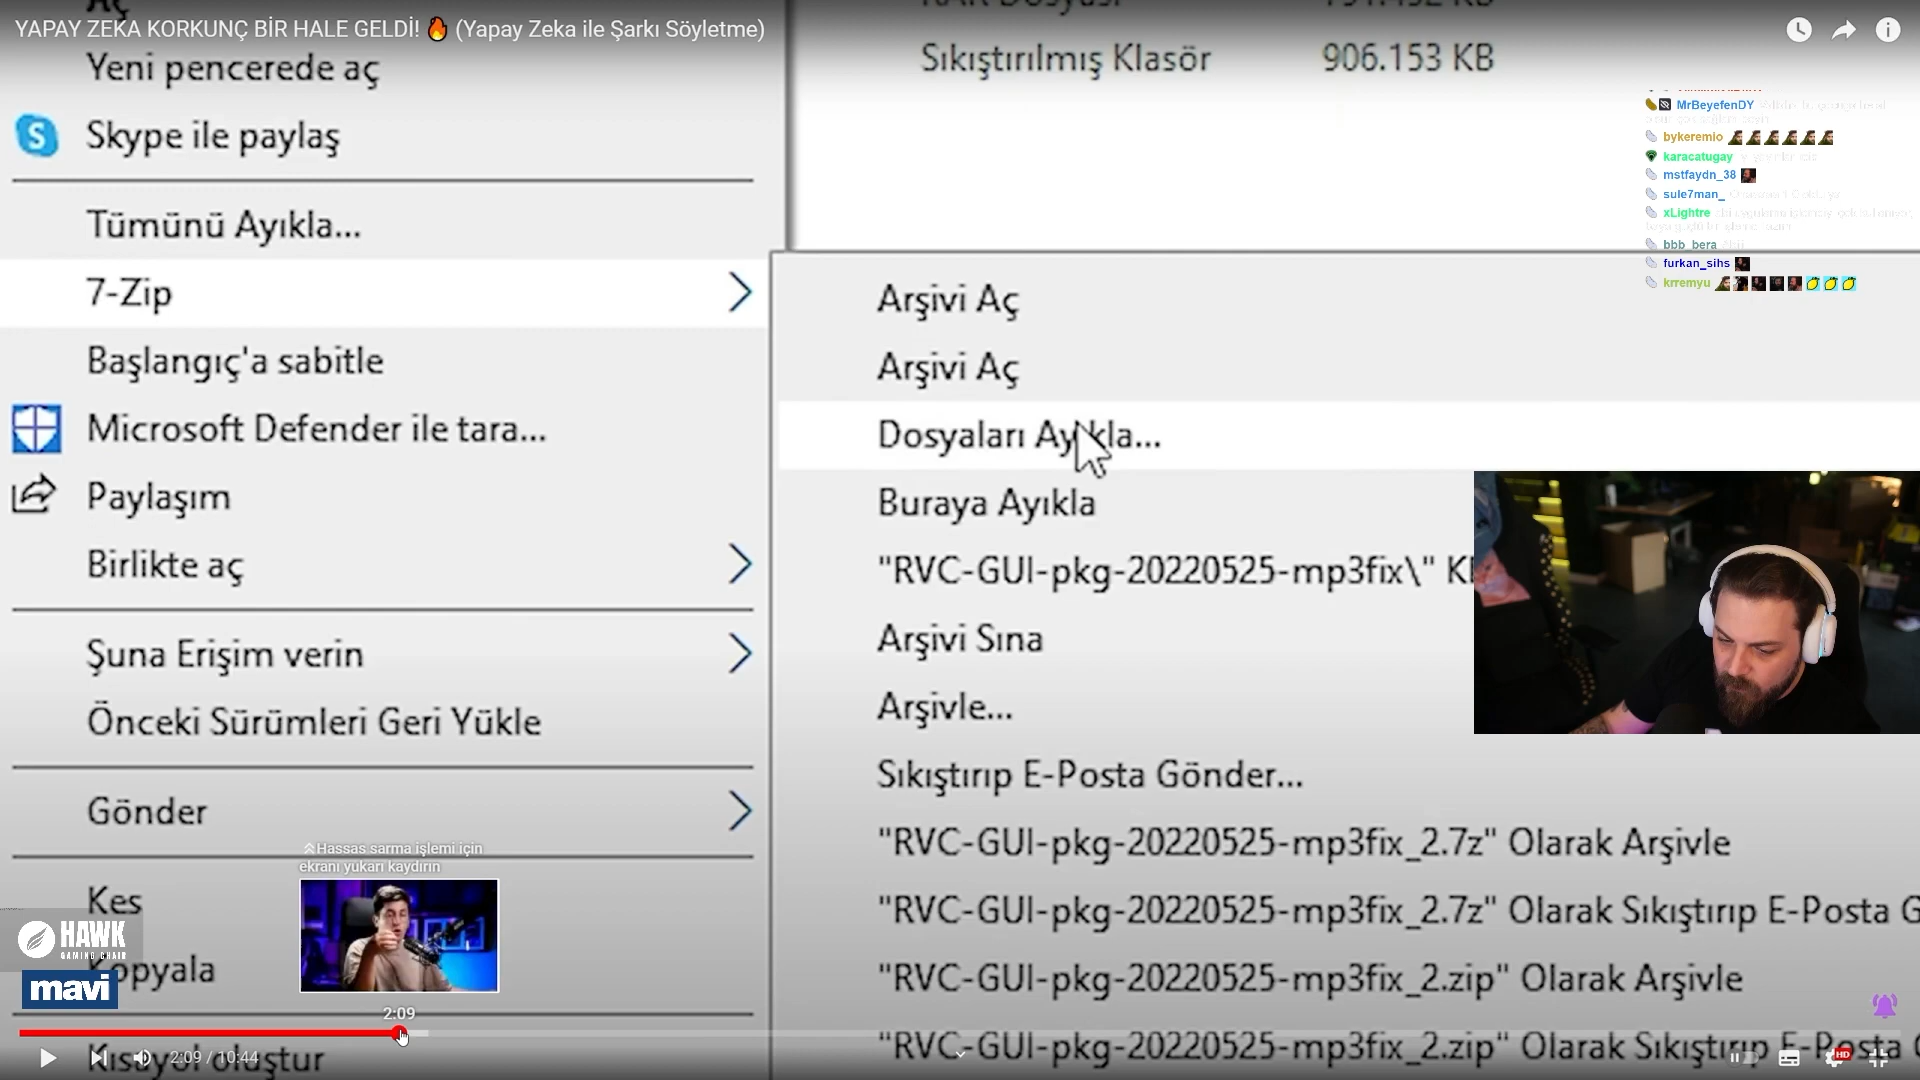 YAPAY ZEKA KORKUNÇ BİR HALE GELDİ! 🔥 (Yapay Zeka ile Şarkı Söyletme)
Yeni pencerede aç
Skype ile paylaş
Tümünü Ayıkla...
7-Zip
Başlangıç'a sabitle
Microsoft Defender ile tara...
Paylaşım
Birlikte aç
Şuna Erişim verin
Önceki Sürümleri Geri Yükle
Gönder
Kes
Kopyala
Kısayol oluştur
Sıkıştırılmış Klasör 906.153 KB
Arşivi Aç
Arşivi Aç
Dosyaları Ayıkla...
Buraya Ayıkla
"RVC-GUI-pkg-20220525-mp3fix\"
Arşivi Sına
Arşivle...
Sıkıştırıp E-Posta Gönder...
"RVC-GUI-pkg-20220525-mp3fix_2.7z" Olarak Arşivle
"RVC-GUI-pkg-20220525-mp3fix_2.7z" Olarak Sıkıştırıp E-Posta G
"RVC-GUI-pkg-20220525-mp3fix_2.zip" Olarak Arşivle
"RVC-GUI-pkg-20220525-mp3fix_2.zip" Olarak Sıkıştırıp E-Posta
MrBeyefenDY
bykeremio
karacatugay
mstfaydn_38
sule7man_
xLightre
bbb_bera
furkan_sihs
krremyu
Hassas sarma işlemi için
ekranı yukarı kaydırın
HAWK
GAMING CHAIR
mavi
2:09
2:09 / 10:44
HD